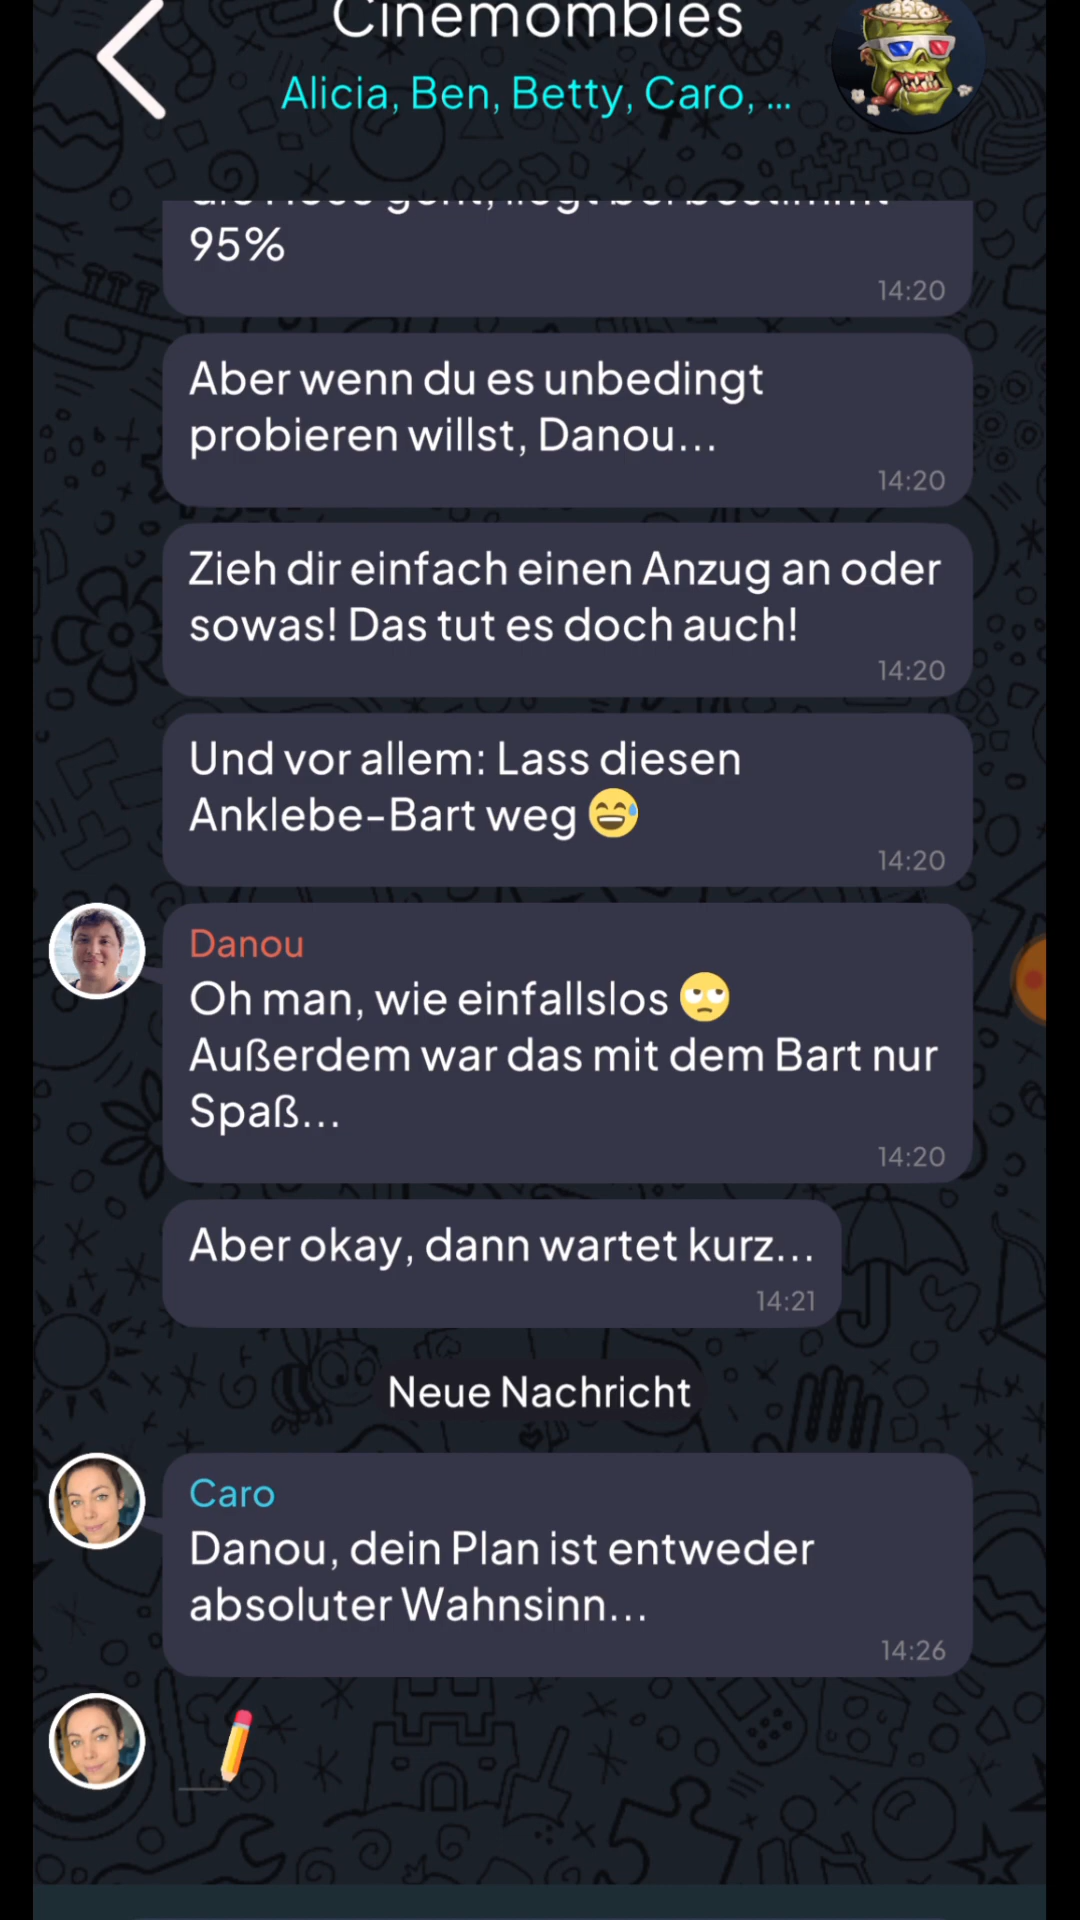 Cinemombies
Alicia, Ben, Betty, Caro, ...
95%
14:20
Aber wenn du es unbedingt
probieren willst, Danou...
14:20
Zieh dir einfach einen Anzug an oder
sowas! Das tut es doch auch!
14:20
Und vor allem: Lass diesen
Anklebe-Bart weg 😅
14:20
Danou
Oh man, wie einfallslos 🙄
Außerdem war das mit dem Bart nur
Spaß...
14:20
Aber okay, dann wartet kurz...
14:21
Neue Nachricht
Caro
Danou, dein Plan ist entweder
absoluter Wahnsinn...
14:26